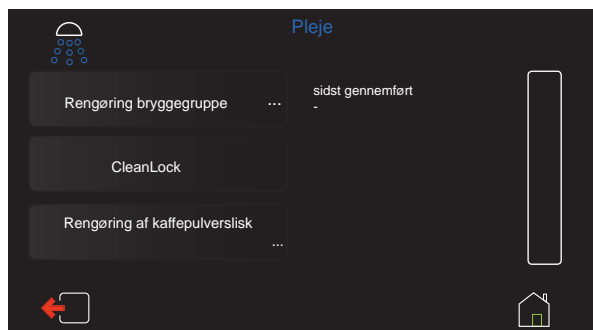 Pleje
Rengøring bryggegruppe ...
sidst gennemført
-
CleanLock
Rengøring af kaffepulverslisk
...